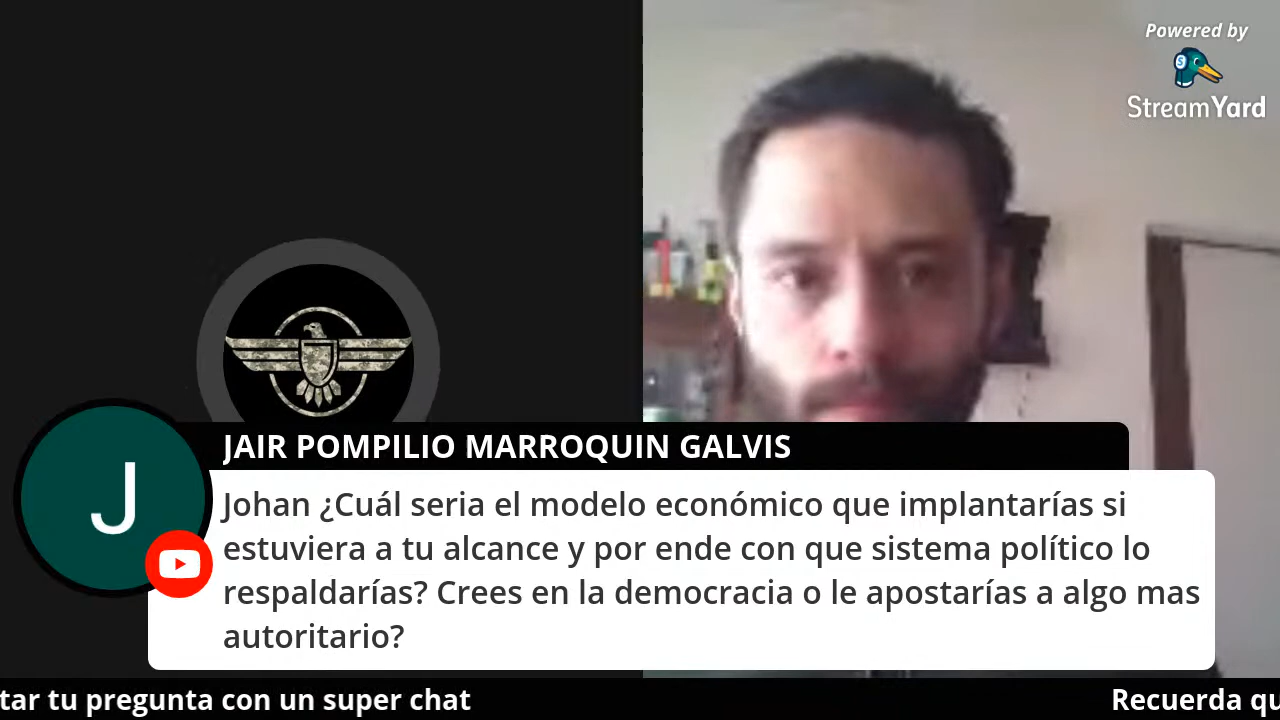 Powered by
StreamYard
JAIR POMPILIO MARROQUIN GALVIS
J
Johan ¿Cuál seria el modelo económico que implantarías si
estuviera a tu alcance y por ende con que sistema político lo
respaldarías? Crees en la democracia o le apostarías a algo mas
autoritario?
tar tu pregunta con un super chat
Recuerda qu